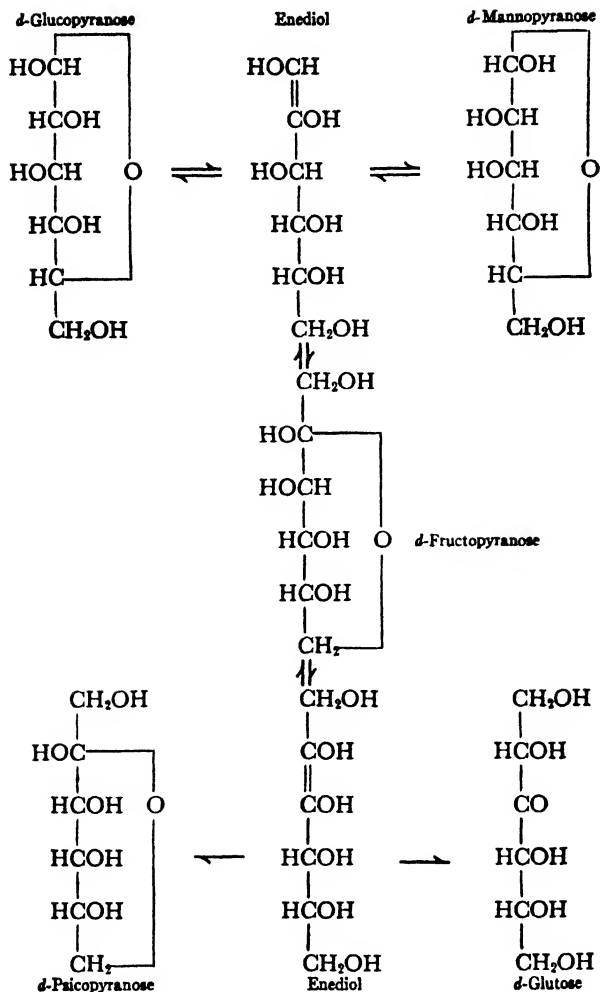 d-Glucopyranose Enediol d-Mannopyranose
HOCH HOCH HCOH
HCOH COH HOCH
HOCH O HOCH HOCH O
HCOH HCOH HCOH
HC HCOH HC
CH₂OH CH₂OH CH₂OH
CH₂OH
HOC
HOCH
HCOH O d-Fructopyranose
HCOH
CH₂
CH₂OH CH₂OH CH₂OH
HOC COH HCOH
HCOH O COH CO
HCOH HCOH HCOH
HCOH HCOH HCOH
CH₂ CH₂OH CH₂OH
d-Psicopyranose Enediol d-Glutose